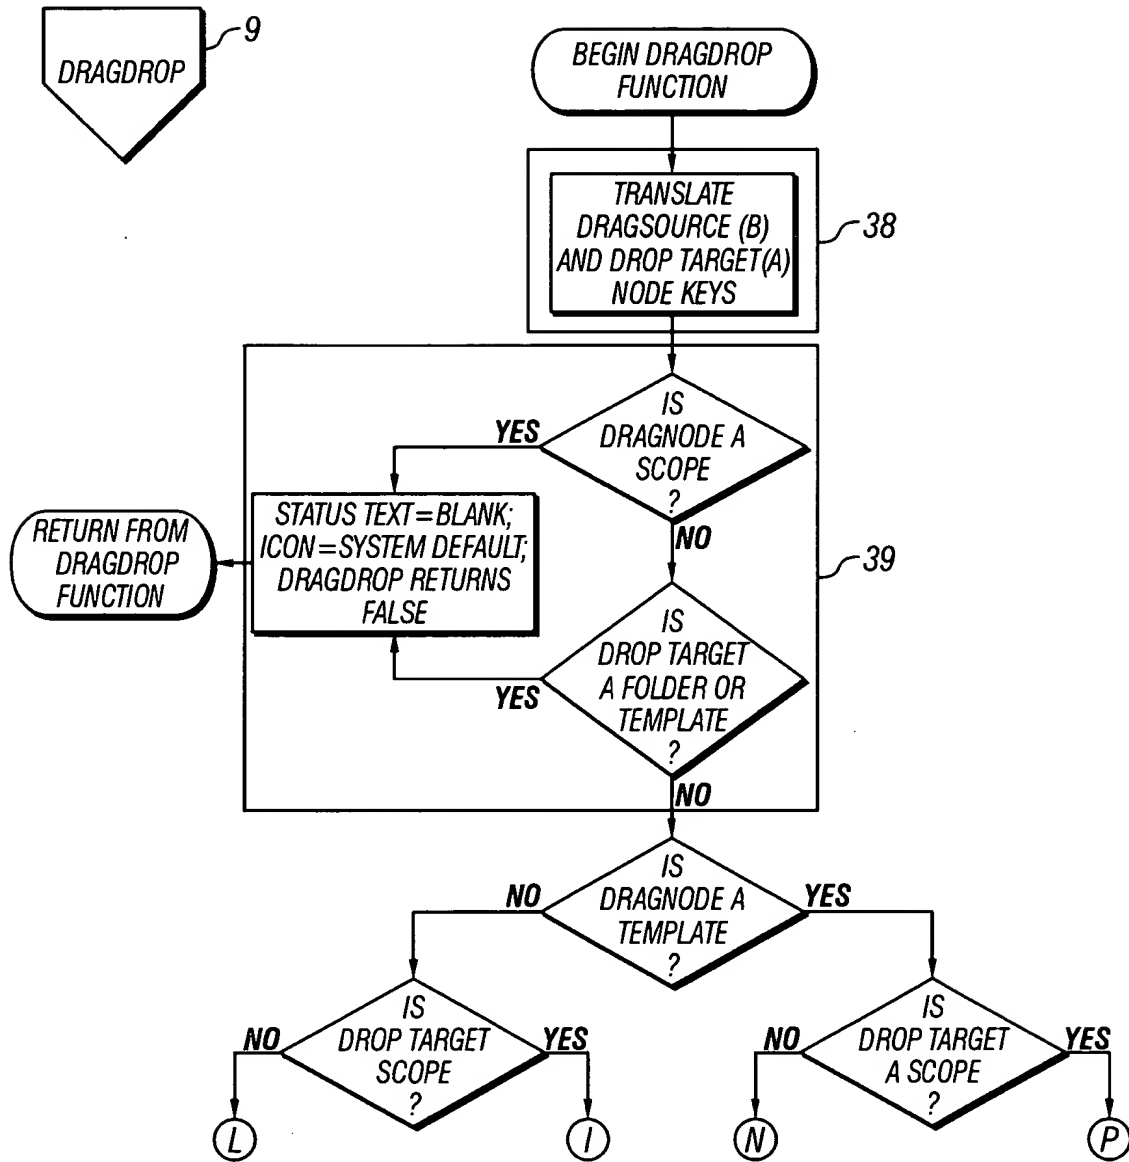 9
DRAGDROP
BEGIN DRAGDROP
FUNCTION
TRANSLATE
DRAGSOURCE (B)
AND DROP TARGET(A)
NODE KEYS
38
IS
DRAGNODE A
SCOPE
?
YES
NO
STATUS TEXT=BLANK;
ICON=SYSTEM DEFAULT;
DRAGDROP RETURNS
FALSE
RETURN FROM
DRAGDROP
FUNCTION
39
IS
DROP TARGET
A FOLDER OR
TEMPLATE
?
YES
NO
IS
DRAGNODE A
TEMPLATE
?
NO
YES
IS
DROP TARGET
SCOPE
?
NO
YES
IS
DROP TARGET
A SCOPE
?
NO
YES
L
I
N
P